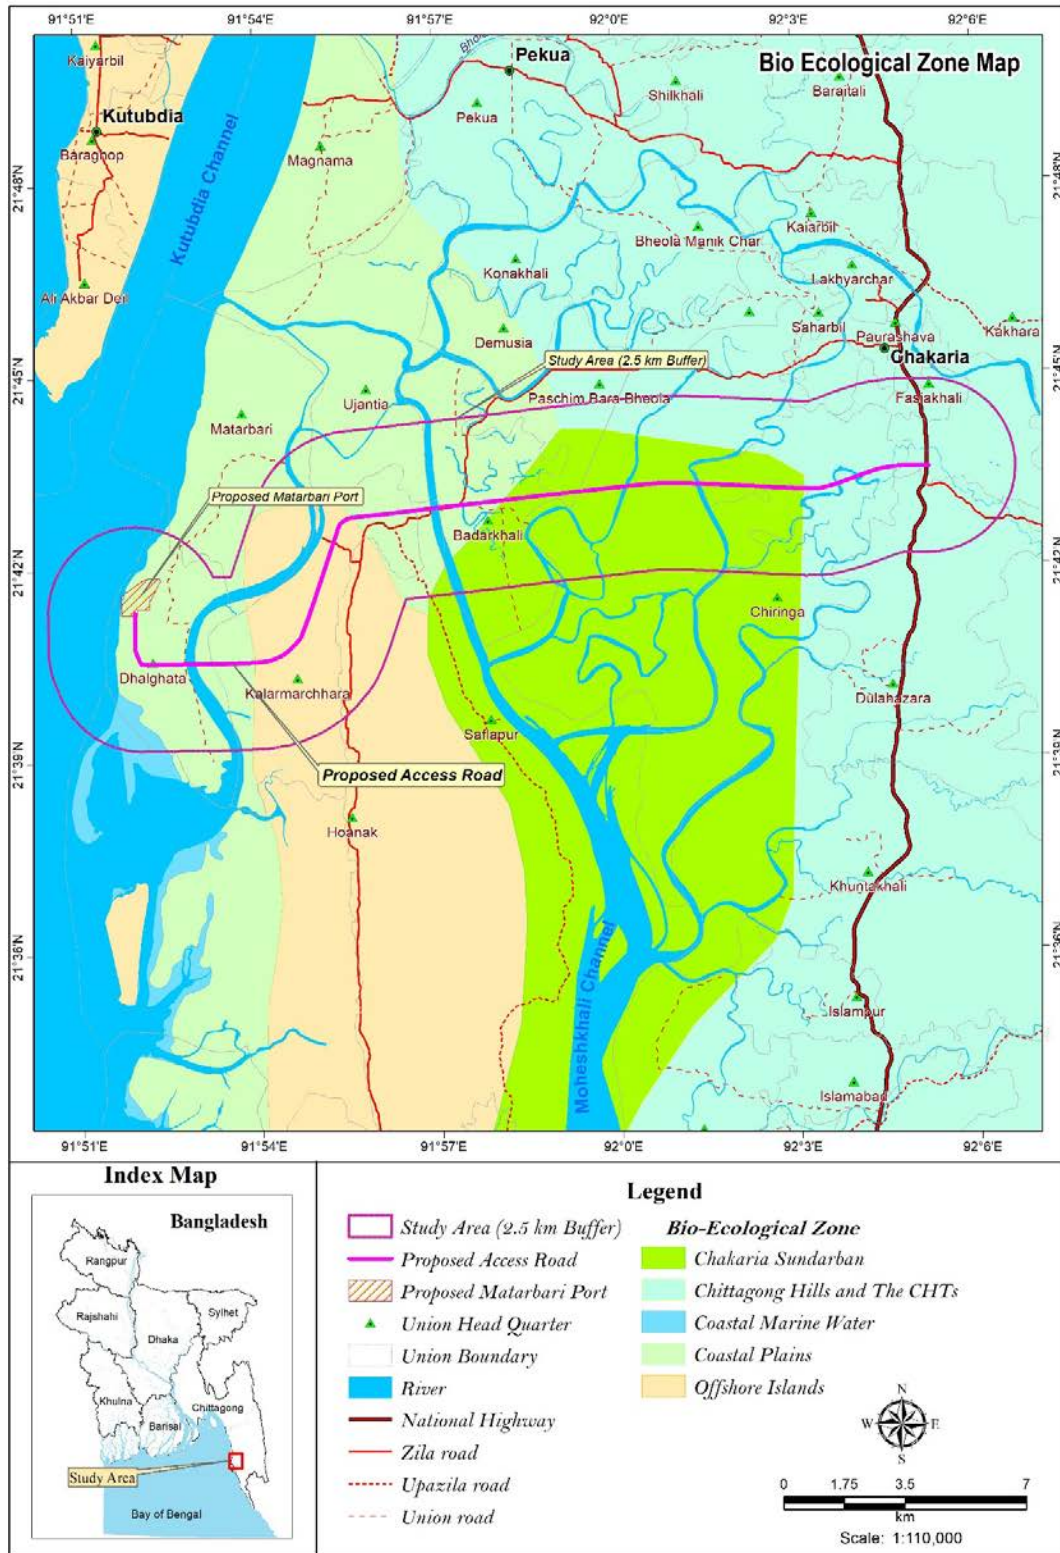 91°51'E 91°54'E 91°57'E 92°0'E 92°3'E 92°6'E
Bio Ecological Zone Map
Kaiyarbil
Pekua
Shilkhali
Baraitali
Kutubdia
Pekua
Baraghop
Magnama
21°48'N
21°48'N
Kutubdia Channel
Kaiarbil
Bheola Manik Char
Konakhali
Lakhyarchar
Ali Akbar Deil
Saharbil
Paurashava
Kakhara
Demusia
Chakaria
Study Area (2.5 km Buffer)
21°45'N
21°45'N
Ujantia
Paschim Bara Bheola
Fasiakhali
Matarbari
Proposed Matarbari Port
Badarkhali
21°42'N
21°42'N
Chiringa
Dhalghata
Kalarmarchhara
Dulahazara
Saflapur
21°39'N
21°39'N
Proposed Access Road
Hoanak
Khuntakhali
21°36'N
21°36'N
Moheshkhali Channel
Islampur
Islamabad
91°51'E 91°54'E 91°57'E 92°0'E 92°3'E 92°6'E
Index Map
Bangladesh
Rangpur
Rajshahi
Sylhet
Dhaka
Khulna
Barisal
Chittagong
Study Area
Bay of Bengal
Legend
Study Area (2.5 km Buffer)
Proposed Access Road
Proposed Matarbari Port
Union Head Quarter
Union Boundary
River
National Highway
Zila road
Upazila road
Union road
Bio-Ecological Zone
Chakaria Sundarban
Chittagong Hills and The CHTs
Coastal Marine Water
Coastal Plains
Offshore Islands
N
W E
S
0 1.75 3.5 7
km
Scale: 1:110,000